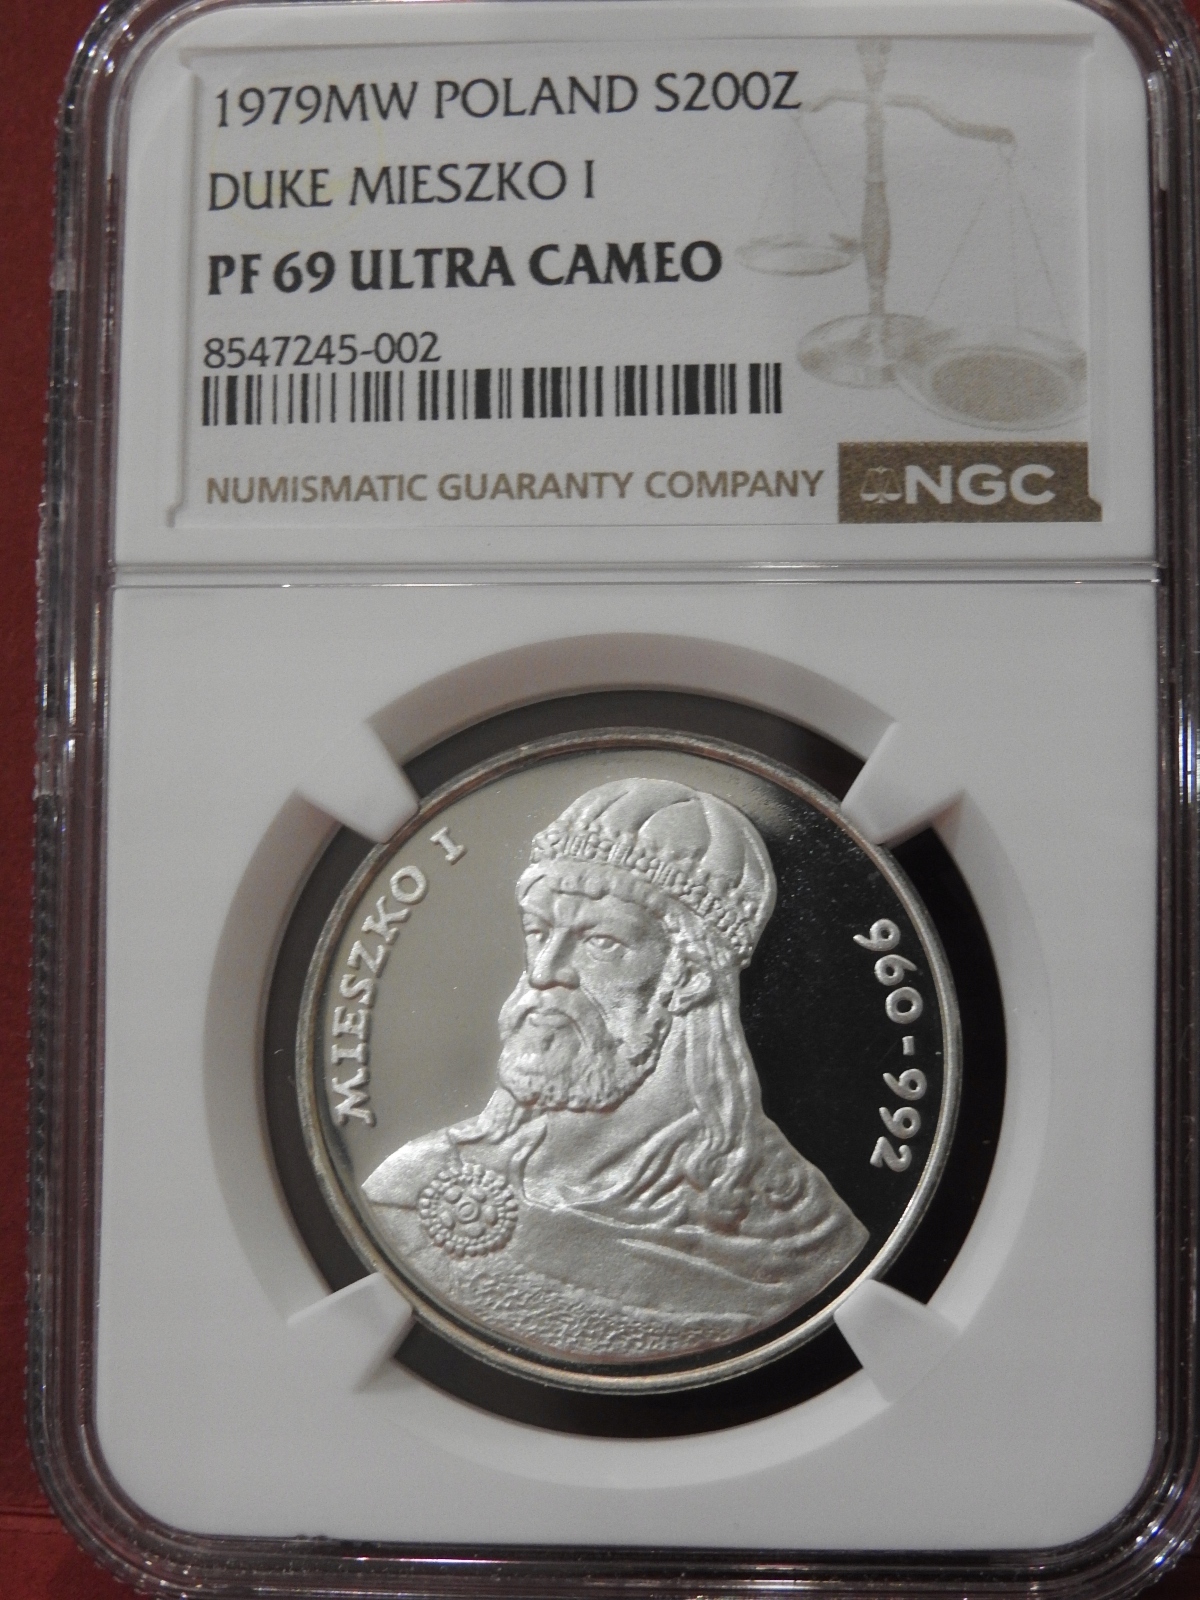 1979MW POLAND S200Z
DUKE MIESZKO I
PF 69 ULTRA CAMEO
8547245-002
NUMISMATIC GUARANTY COMPANY
NGC
MIESZKO I
960-992